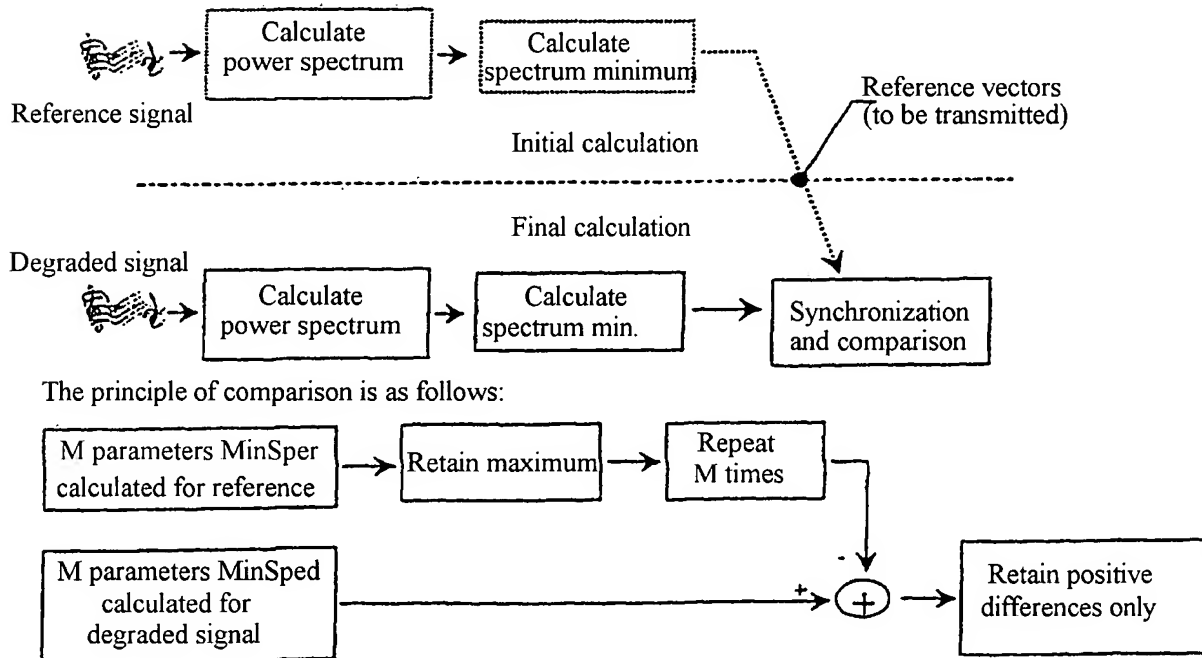 Calculate
power spectrum
Calculate
spectrum minimum
Reference signal
Reference vectors
(to be transmitted)
Initial calculation
Final calculation
Degraded signal
Calculate
power spectrum
Calculate
spectrum min.
Synchronization
and comparison
The principle of comparison is as follows:
M parameters MinSper
calculated for reference
Retain maximum
Repeat
M times
M parameters MinSped
calculated for
degraded signal
-
+
+
Retain positive
differences only